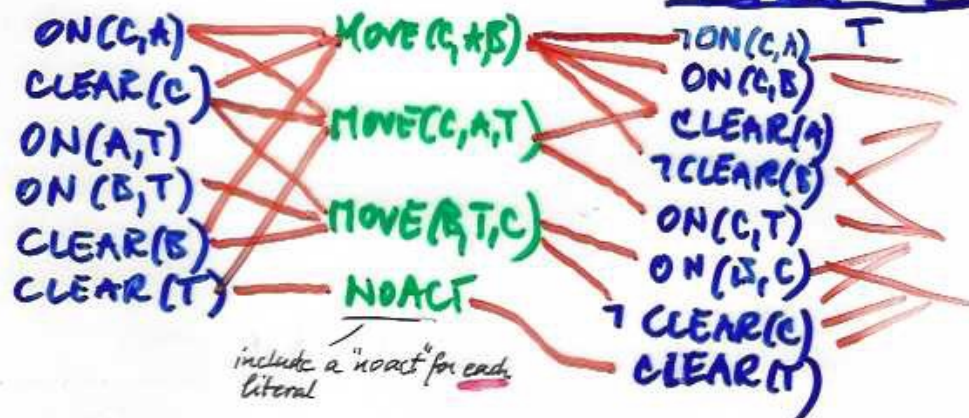 ON(C,A)
CLEAR(C)
ON(A,T)
ON(B,T)
CLEAR(B)
CLEAR(T)
MOVE(C,A,B)
MOVE(C,A,T)
MOVE(B,T,C)
NOACT
include a "noact" for each
literal
¬ON(C,A)
ON(C,B)
CLEAR(A)
¬CLEAR(B)
ON(C,T)
ON(B,C)
¬CLEAR(C)
CLEAR(T)
T